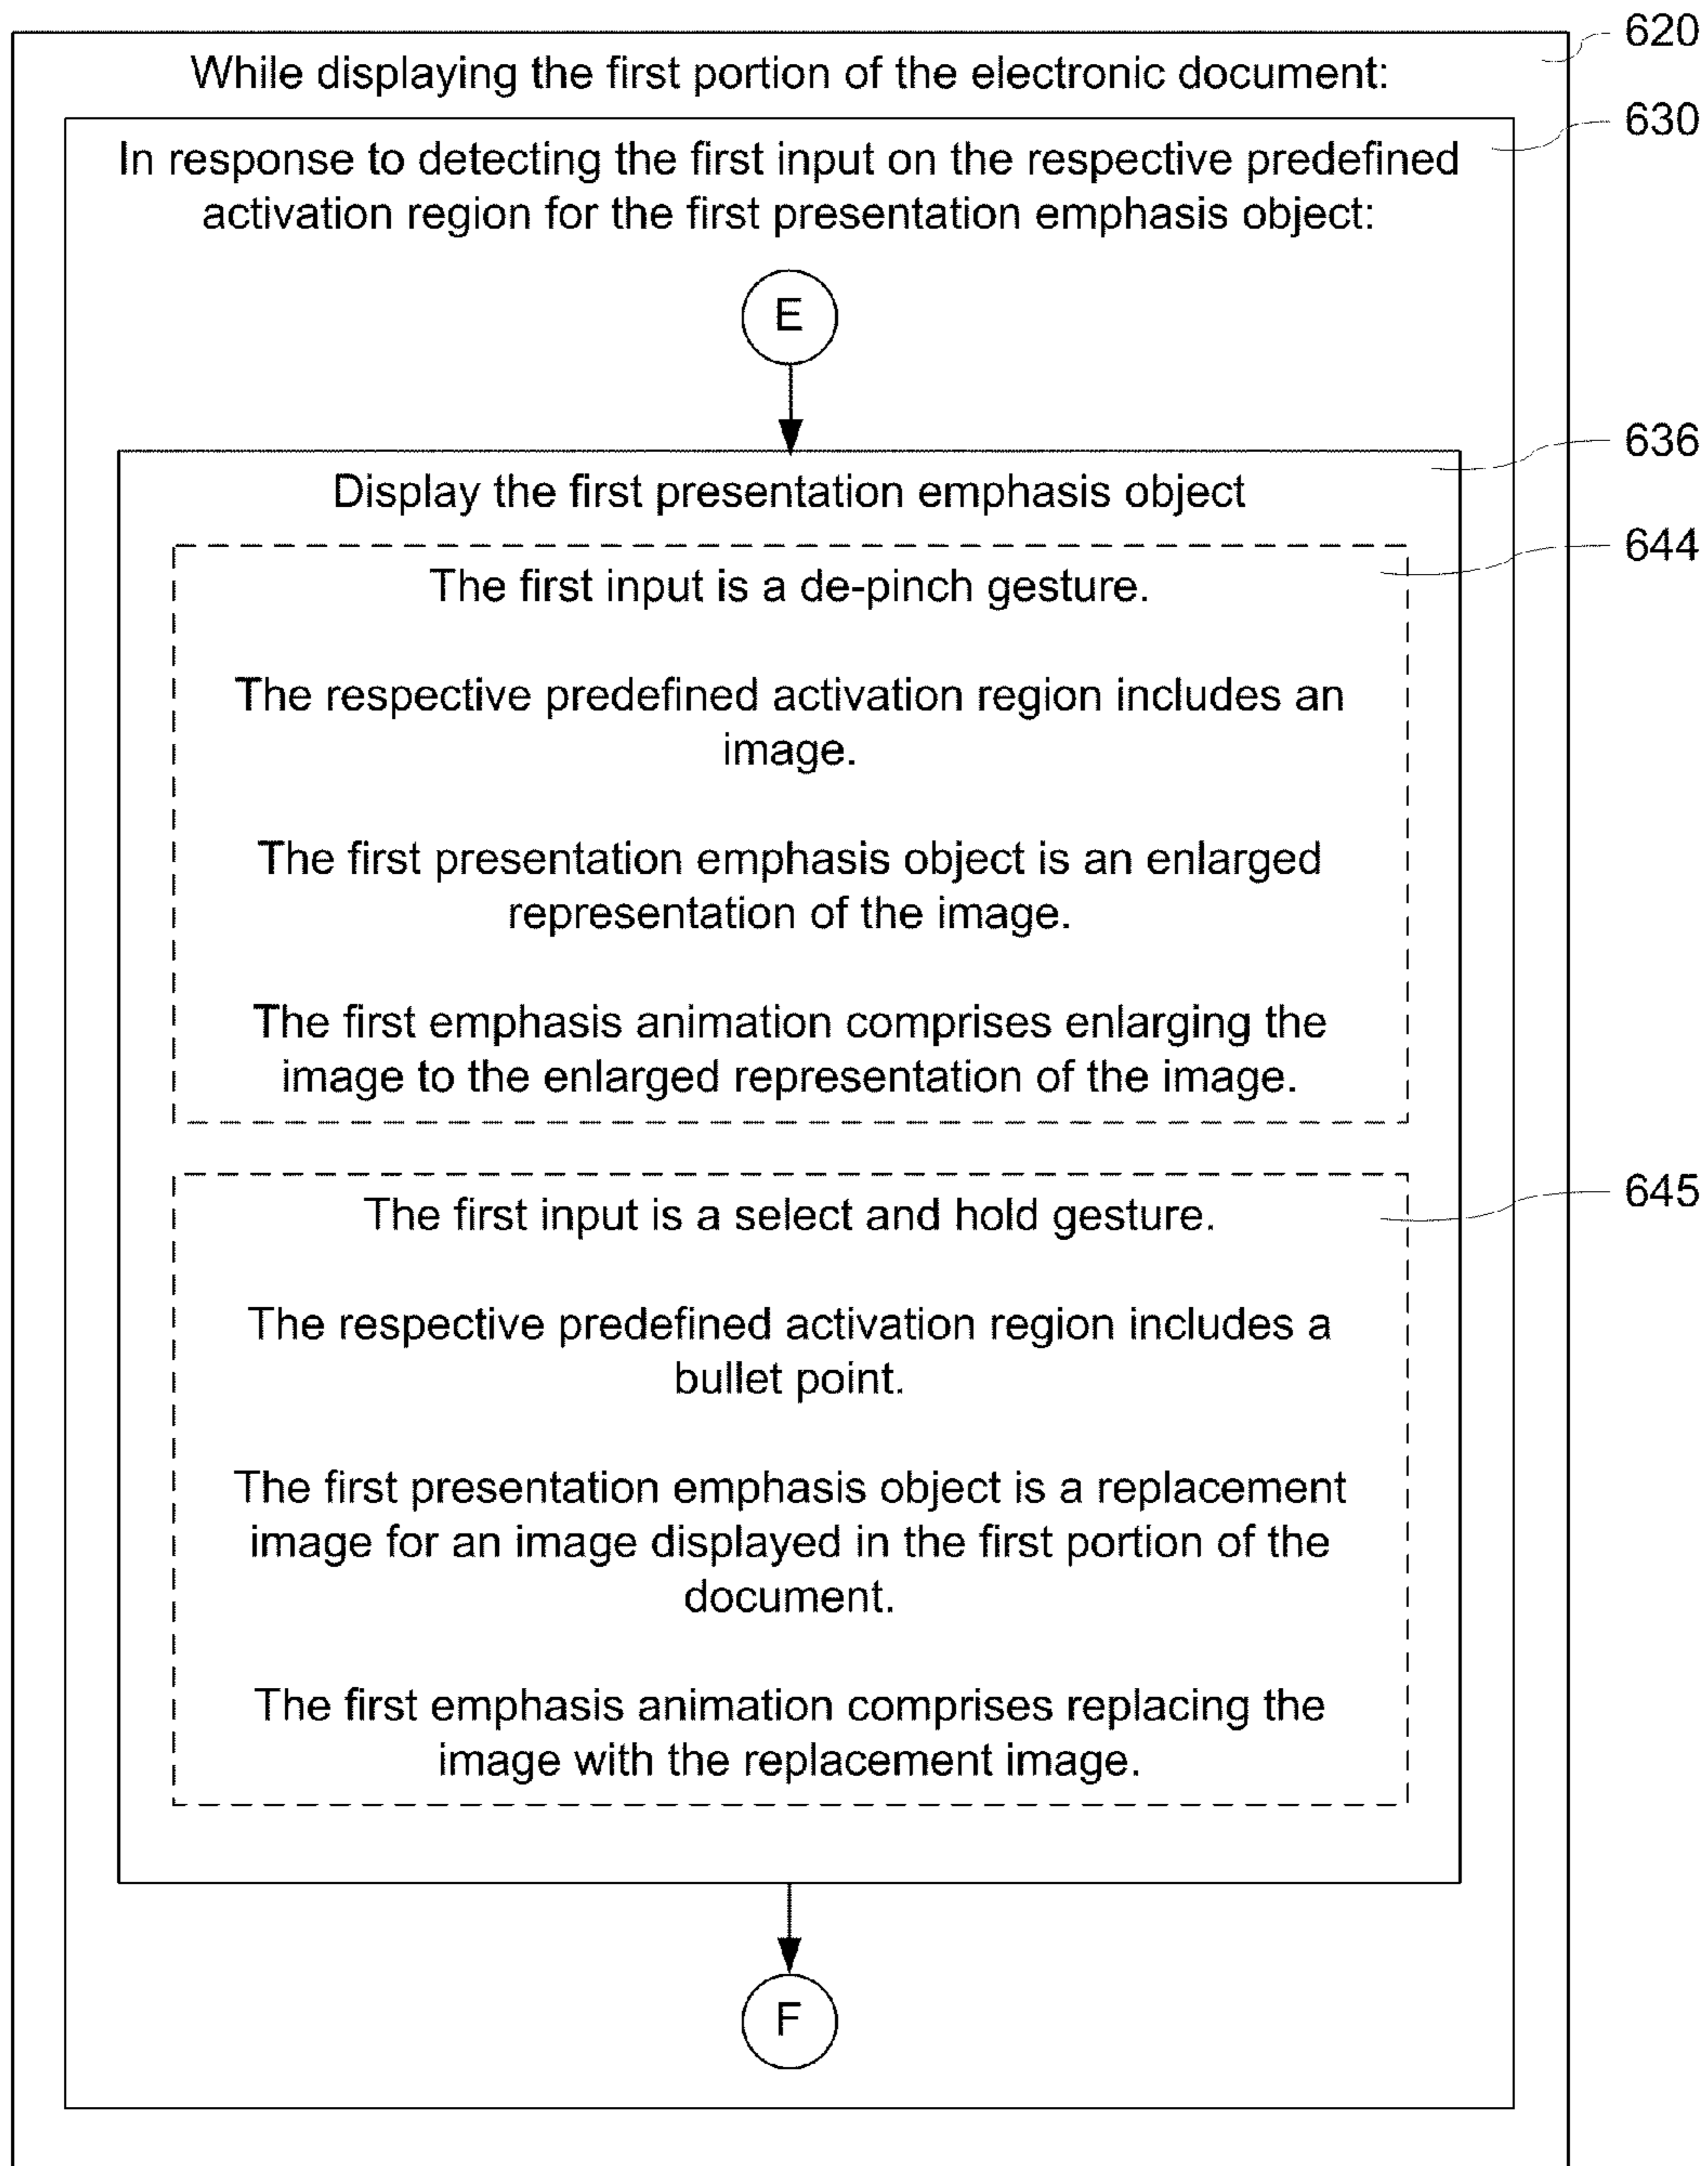 620
While displaying the first portion of the electronic document:
630
In response to detecting the first input on the respective predefined
activation region for the first presentation emphasis object:
E
636
Display the first presentation emphasis object
644
The first input is a de-pinch gesture.
The respective predefined activation region includes an
image.
The first presentation emphasis object is an enlarged
representation of the image.
The first emphasis animation comprises enlarging the
image to the enlarged representation of the image.
645
The first input is a select and hold gesture.
The respective predefined activation region includes a
bullet point.
The first presentation emphasis object is a replacement
image for an image displayed in the first portion of the
document.
The first emphasis animation comprises replacing the
image with the replacement image.
F